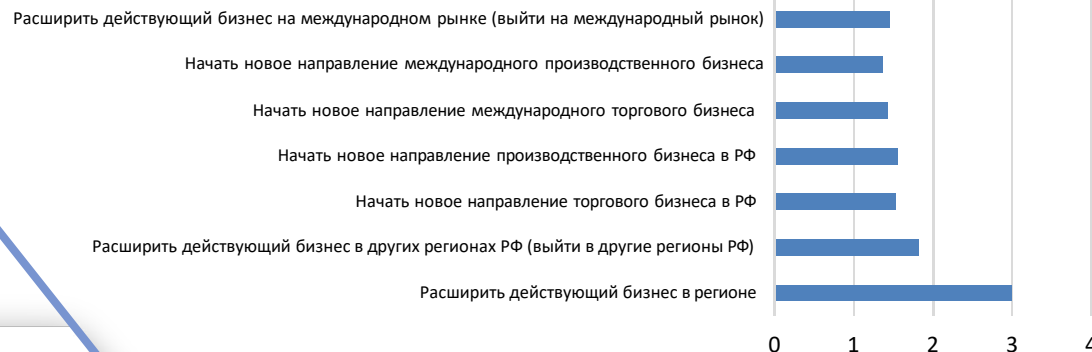 Расширить действующий бизнес на международном рынке (выйти на международный рынок)
Начать новое направление международного производственного бизнеса
Начать новое направление международного торгового бизнеса
Начать новое направление производственного бизнеса в РФ
Начать новое направление торгового бизнеса в РФ
Расширить действующий бизнес в других регионах РФ (выйти в другие регионы РФ)
Расширить действующий бизнес в регионе
0 1 2 3 4